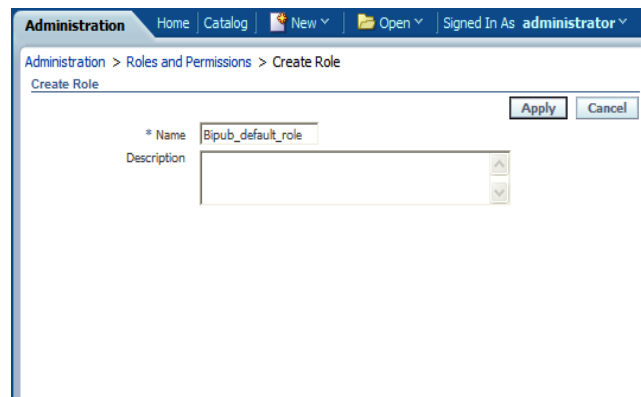 Administration Home Catalog New Open Signed In As administrator
Administration > Roles and Permissions > Create Role
Create Role
Apply Cancel
* Name Bipub_default_role
Description